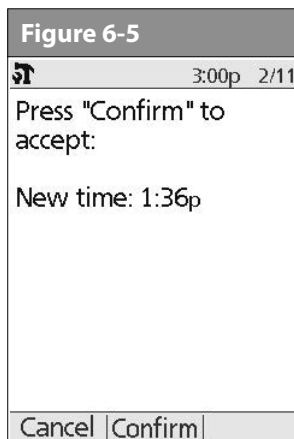 Figure 6-5
3:00p 2/11
Press "Confirm" to
accept:
New time: 1:36p
Cancel |Confirm|